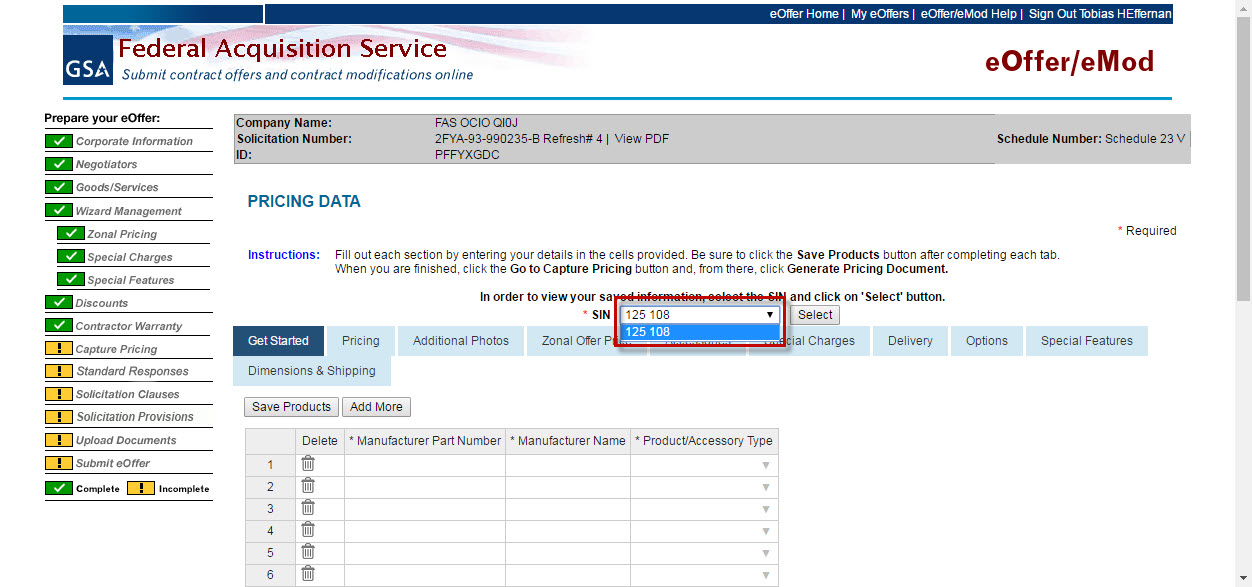 eOffer Home | My eOffers | eOffer/eMod Help | Sign Out Tobias HEffernan
GSA
Federal Acquisition Service
Submit contract offers and contract modifications online
eOffer/eMod
Prepare your eOffer:
Corporate Information
Negotiators
Goods/Services
Wizard Management
Zonal Pricing
Special Charges
Special Features
Discounts
Contractor Warranty
Capture Pricing
Standard Responses
Solicitation Clauses
Solicitation Provisions
Upload Documents
Submit eOffer
Complete Incomplete
Company Name: FAS OCIO QI0J
Solicitation Number: 2FYA-93-990235-B Refresh# 4 | View PDF Schedule Number: Schedule 23 V
ID: PFFYXGDC
PRICING DATA
* Required
Instructions: Fill out each section by entering your details in the cells provided. Be sure to click the Save Products button after completing each tab.
When you are finished, click the Go to Capture Pricing button and, from there, click Generate Pricing Document.
In order to view your saved information, select the SIN and click on 'Select' button.
* SIN 125 108 Select
125 108
Get Started Pricing Additional Photos Zonal Offer Accessories Special Charges Delivery Options Special Features
Dimensions & Shipping
Save Products Add More
Delete * Manufacturer Part Number * Manufacturer Name * Product/Accessory Type
1
2
3
4
5
6